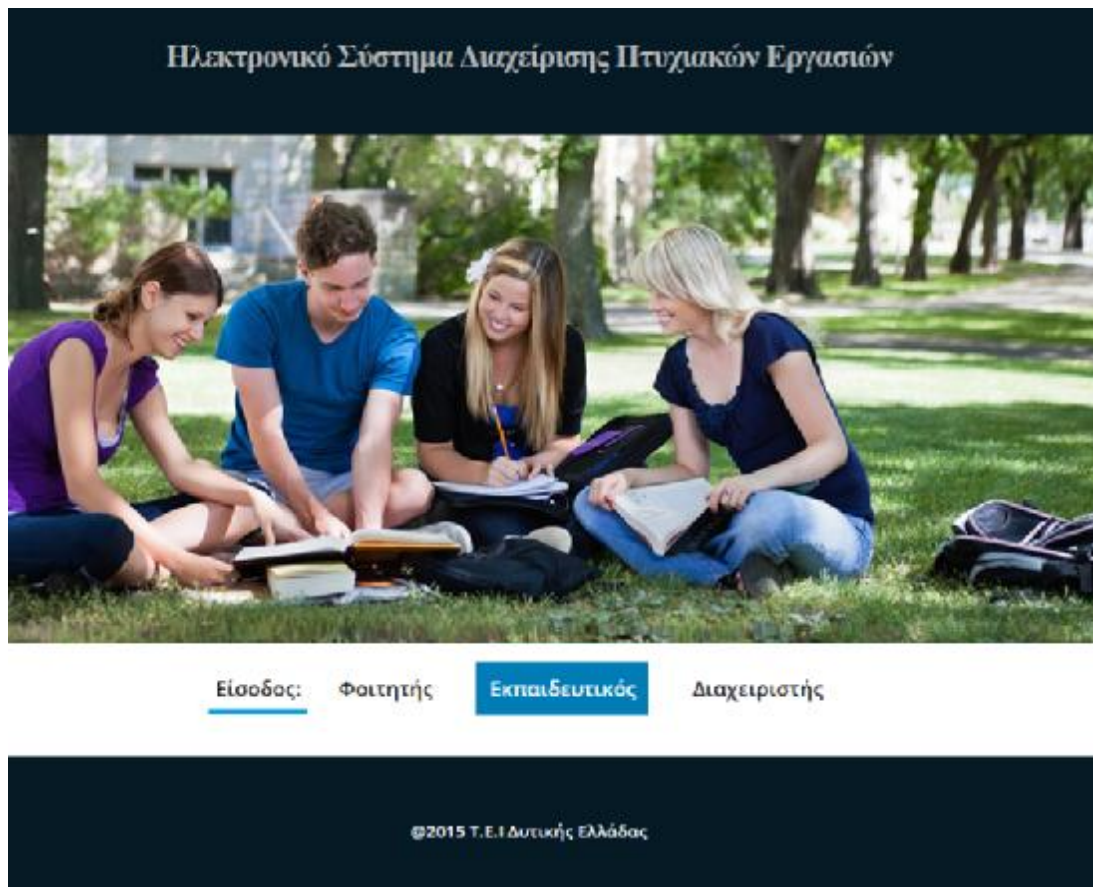 Ηλεκτρονικό Σύστημα Διαχείρισης Πτυχιακών Εργασιών
Είσοδος: Φοιτητής Εκπαιδευτικός Διαχειριστής
@2015 Τ.Ε.Ι Δυτικής Ελλάδας